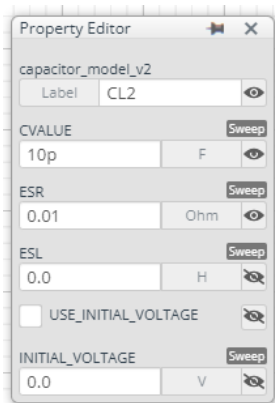 Property Editor
capacitor_model_v2
Label CL2
CVALUE Sweep
10p F
ESR Sweep
0.01 Ohm
ESL Sweep
0.0 H
USE_INITIAL_VOLTAGE
INITIAL_VOLTAGE Sweep
0.0 V